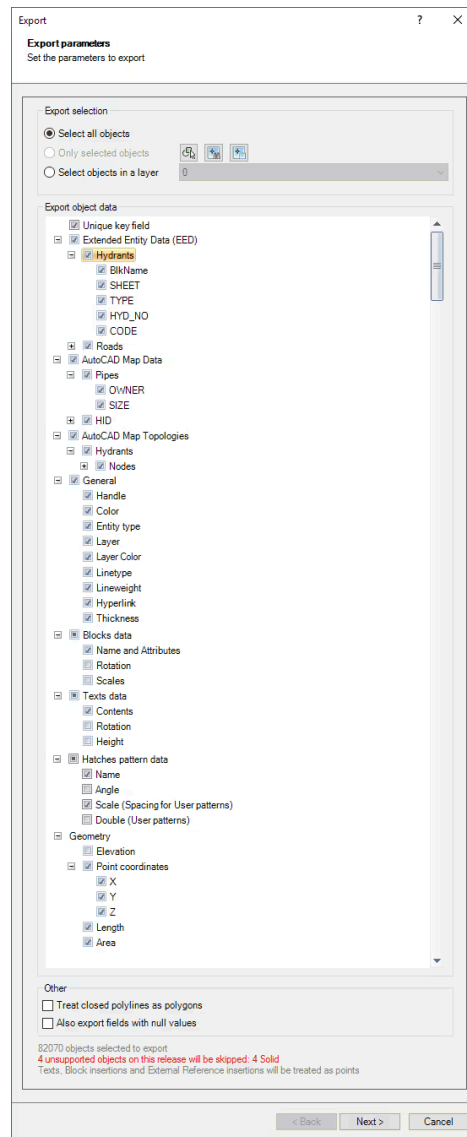 Export
Export parameters
Set the parameters to export
Export selection
Select all objects
Only selected objects
Select objects in a layer 0
Export object data
Unique key field
Extended Entity Data (EED)
Hydrants
BlkName
SHEET
TYPE
HYD_NO
CODE
Roads
AutoCAD Map Data
Pipes
OWNER
SIZE
HID
AutoCAD Map Topologies
Hydrants
Nodes
General
Handle
Color
Entity type
Layer
Layer Color
Linetype
Lineweight
Hyperlink
Thickness
Blocks data
Name and Attributes
Rotation
Scales
Texts data
Contents
Rotation
Height
Hatches pattern data
Name
Angle
Scale (Spacing for User patterns)
Double (User patterns)
Geometry
Elevation
Point coordinates
X
Y
Z
Length
Area
Other
Treat closed polylines as polygons
Also export fields with null values
82070 objects selected to export
4 unsupported objects on this release will be skipped: 4 Solid
Texts, Block insertions and External Reference insertions will be treated as points
< Back Next > Cancel